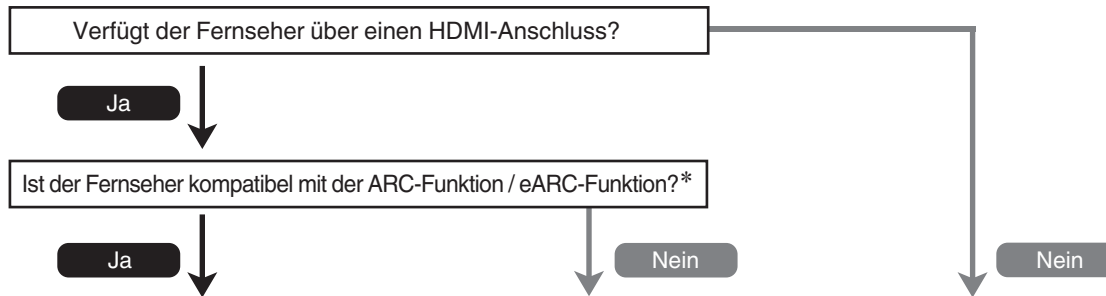 Verfügt der Fernseher über einen HDMI-Anschluss?
Ja
Ist der Fernseher kompatibel mit der ARC-Funktion / eARC-Funktion?*
Ja
Nein
Nein